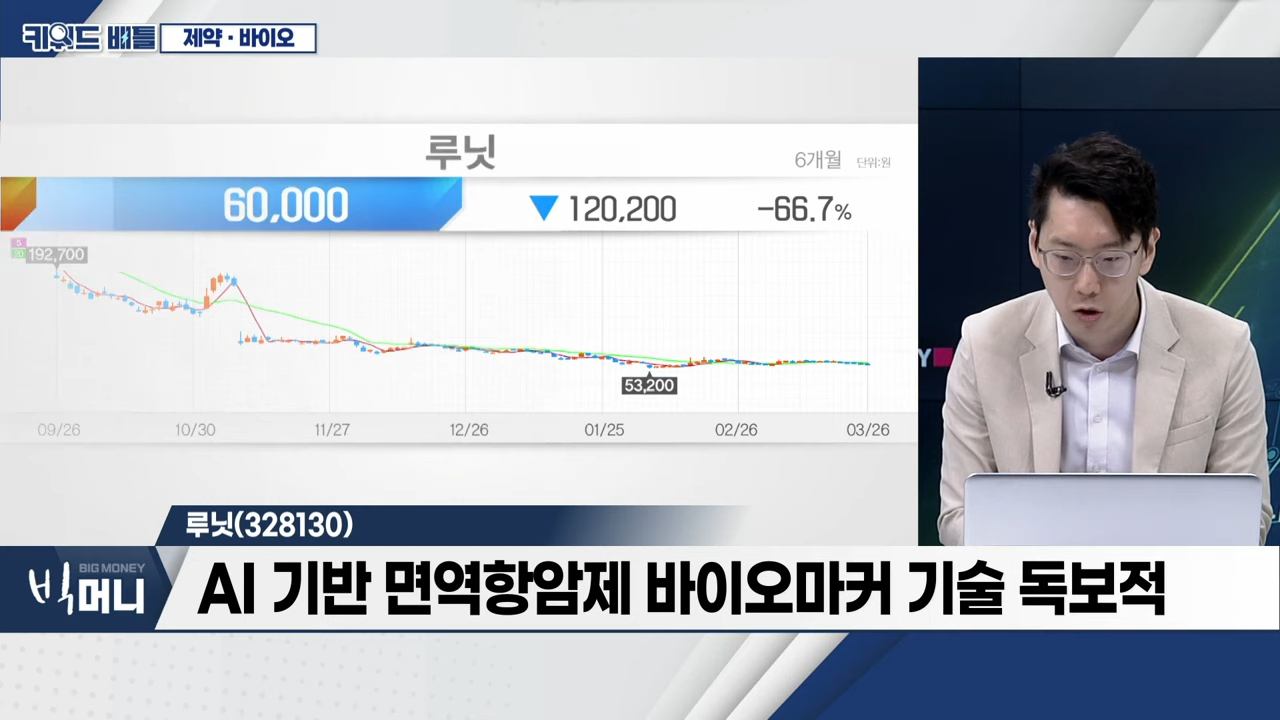 키워드 배틀 제약·바이오
루닛
6개월 단위:원
60,000 ▼ 120,200 -66.7%
5
20
192,700
53,200
09/26 10/30 11/27 12/26 01/25 02/26 03/26
Y
루닛(328130)
BIG MONEY
빅머니
AI 기반 면역항암제 바이오마커 기술 독보적